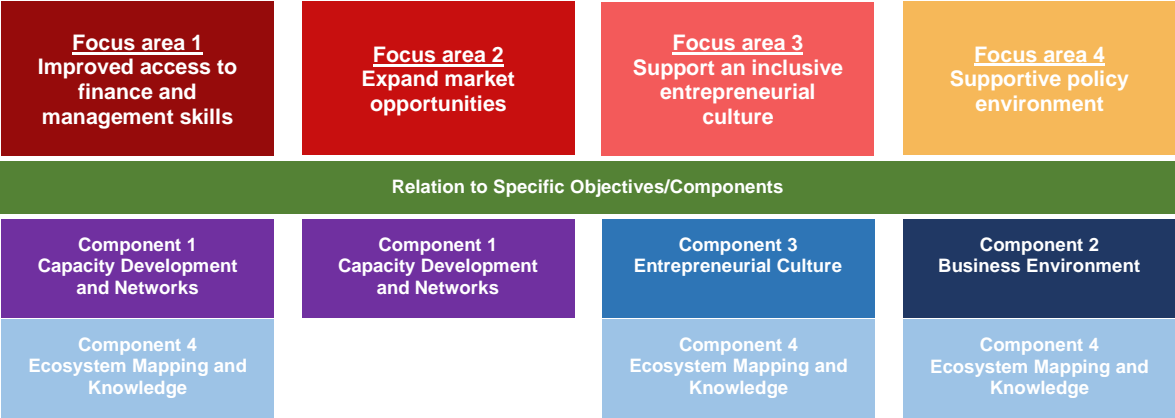 Focus area 1
Improved access to
finance and
management skills
Focus area 2
Expand market
opportunities
Focus area 3
Support an inclusive
entrepreneurial
culture
Focus area 4
Supportive policy
environment
Relation to Specific Objectives/Components
Component 1
Capacity Development
and Networks
Component 1
Capacity Development
and Networks
Component 3
Entrepreneurial Culture
Component 2
Business Environment
Component 4
Ecosystem Mapping and
Knowledge
Component 4
Ecosystem Mapping and
Knowledge
Component 4
Ecosystem Mapping and
Knowledge